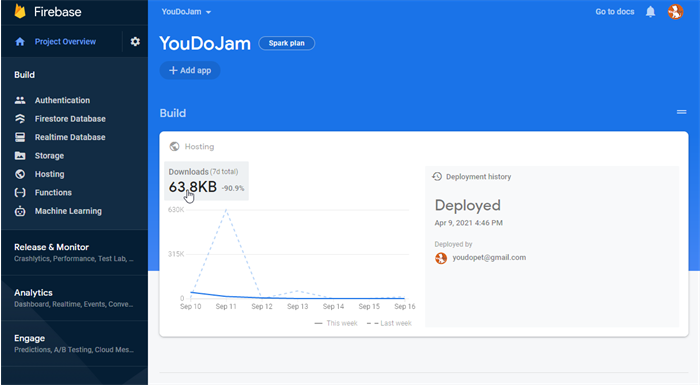 Firebase
Project Overview
Build
Authentication
Firestore Database
Realtime Database
Storage
Hosting
Functions
Machine Learning
Release & Monitor
Crashlytics, Performance, Test Lab, ...
Analytics
Dashboard, Realtime, Events, Conve...
Engage
Predictions, A/B Testing, Cloud Mes...
YouDoJam
Go to docs
YouDoJam
Spark plan
+ Add app
Build
Hosting
Downloads (7d total)
63.8KB -90.9%
630K
315K
0
Sep 10 Sep 11 Sep 12 Sep 13 Sep 14 Sep 15 Sep 16
This week Last week
Deployment history
Deployed
Apr 9, 2021 4:46 PM
Deployed by
youdopet@gmail.com